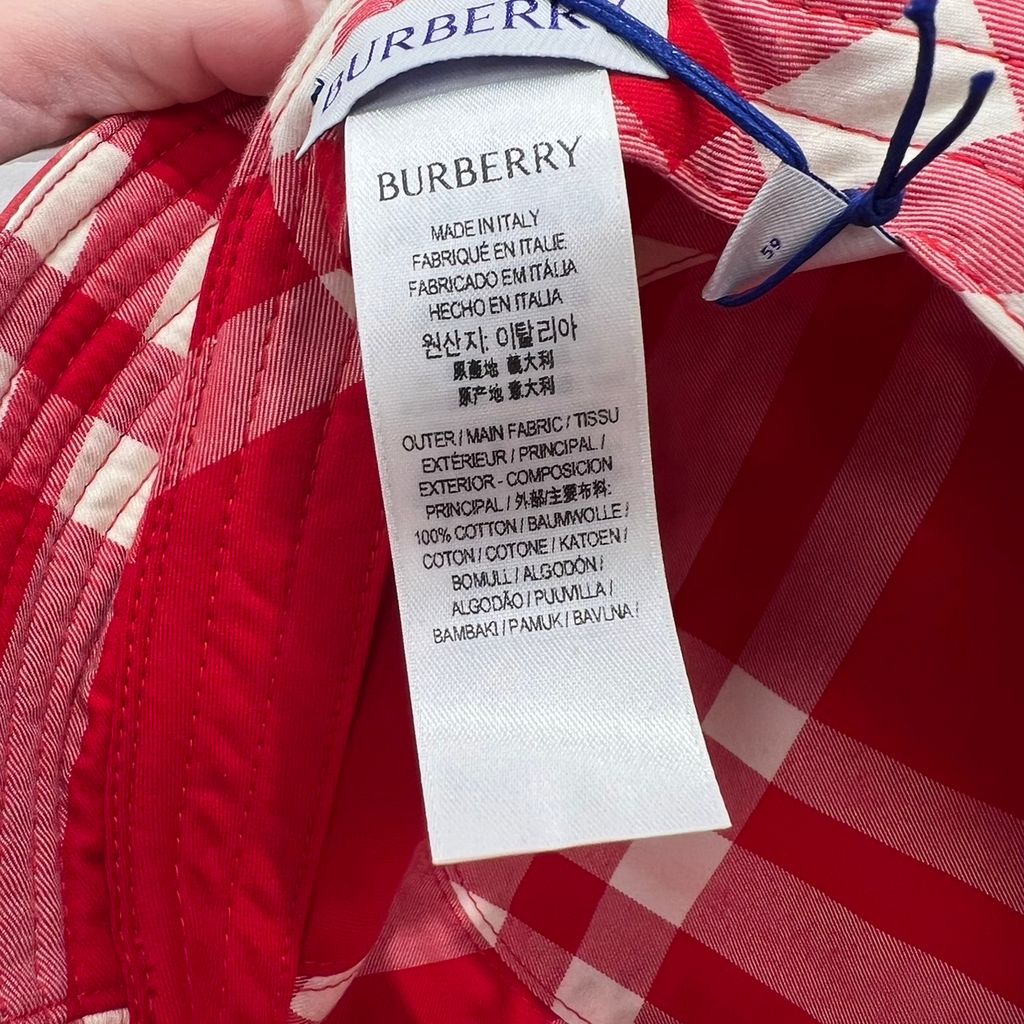 BURBERRY
BURBERRY
MADE IN ITALY
FABRIQUÉ EN ITALIE
FABRICADO EM ITÁLIA
HECHO EN ITALIA
원산지: 이탈리아
原產地 義大利
原产地 意大利
OUTER / MAIN FABRIC / TISSU
EXTÉRIEUR / PRINCIPAL /
EXTERIOR - COMPOSICION
PRINCIPAL / 外部/主要布料:
100% COTTON / BAUMWOLLE /
COTON / COTONE / KATOEN /
BOMULL / ALGODÓN /
ALGODÃO / PUUVILLA /
BAMBAKI / PAMUK / BAVLNA /
59